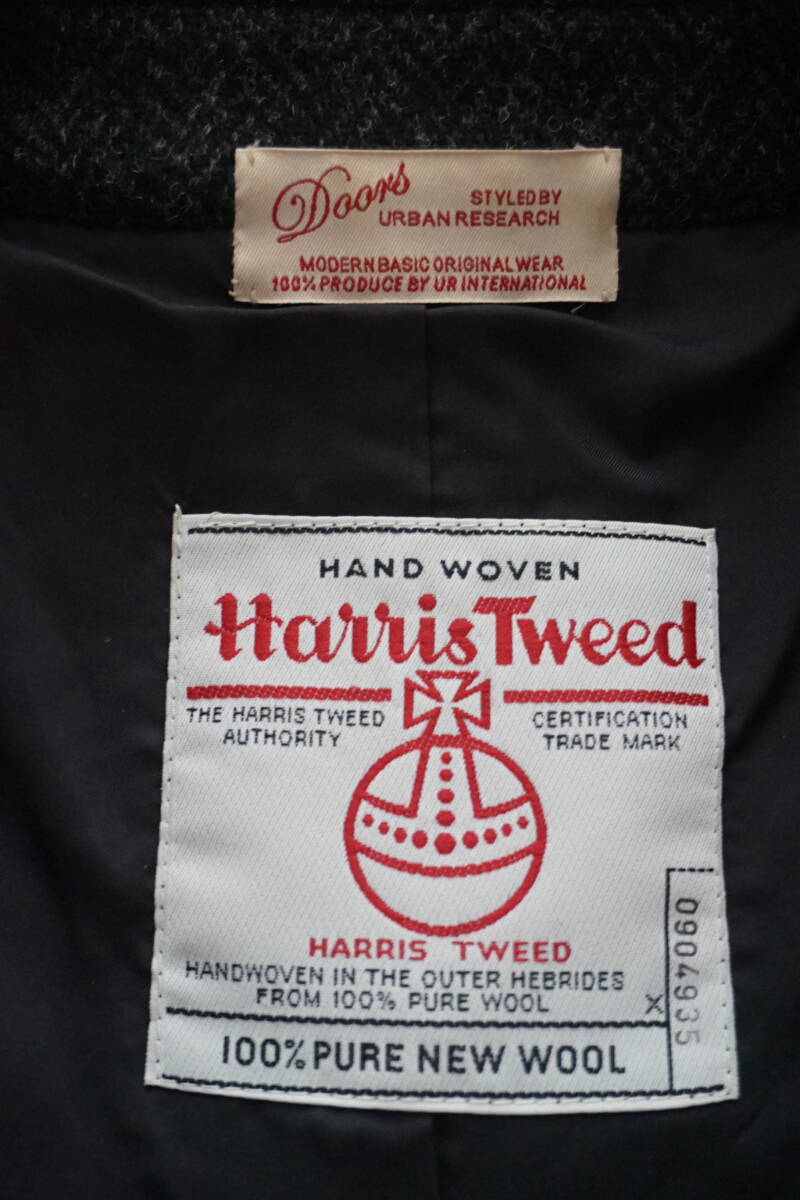 Doors
STYLED BY
URBAN RESEARCH
MODERN BASIC ORIGINAL WEAR
100% PRODUCE BY UR INTERNATIONAL
HAND WOVEN
Harris Tweed
THE HARRIS TWEED
AUTHORITY
CERTIFICATION
TRADE MARK
HARRIS TWEED
HANDWOVEN IN THE OUTER HEBRIDES
FROM 100% PURE WOOL
X
0904935
100% PURE NEW WOOL